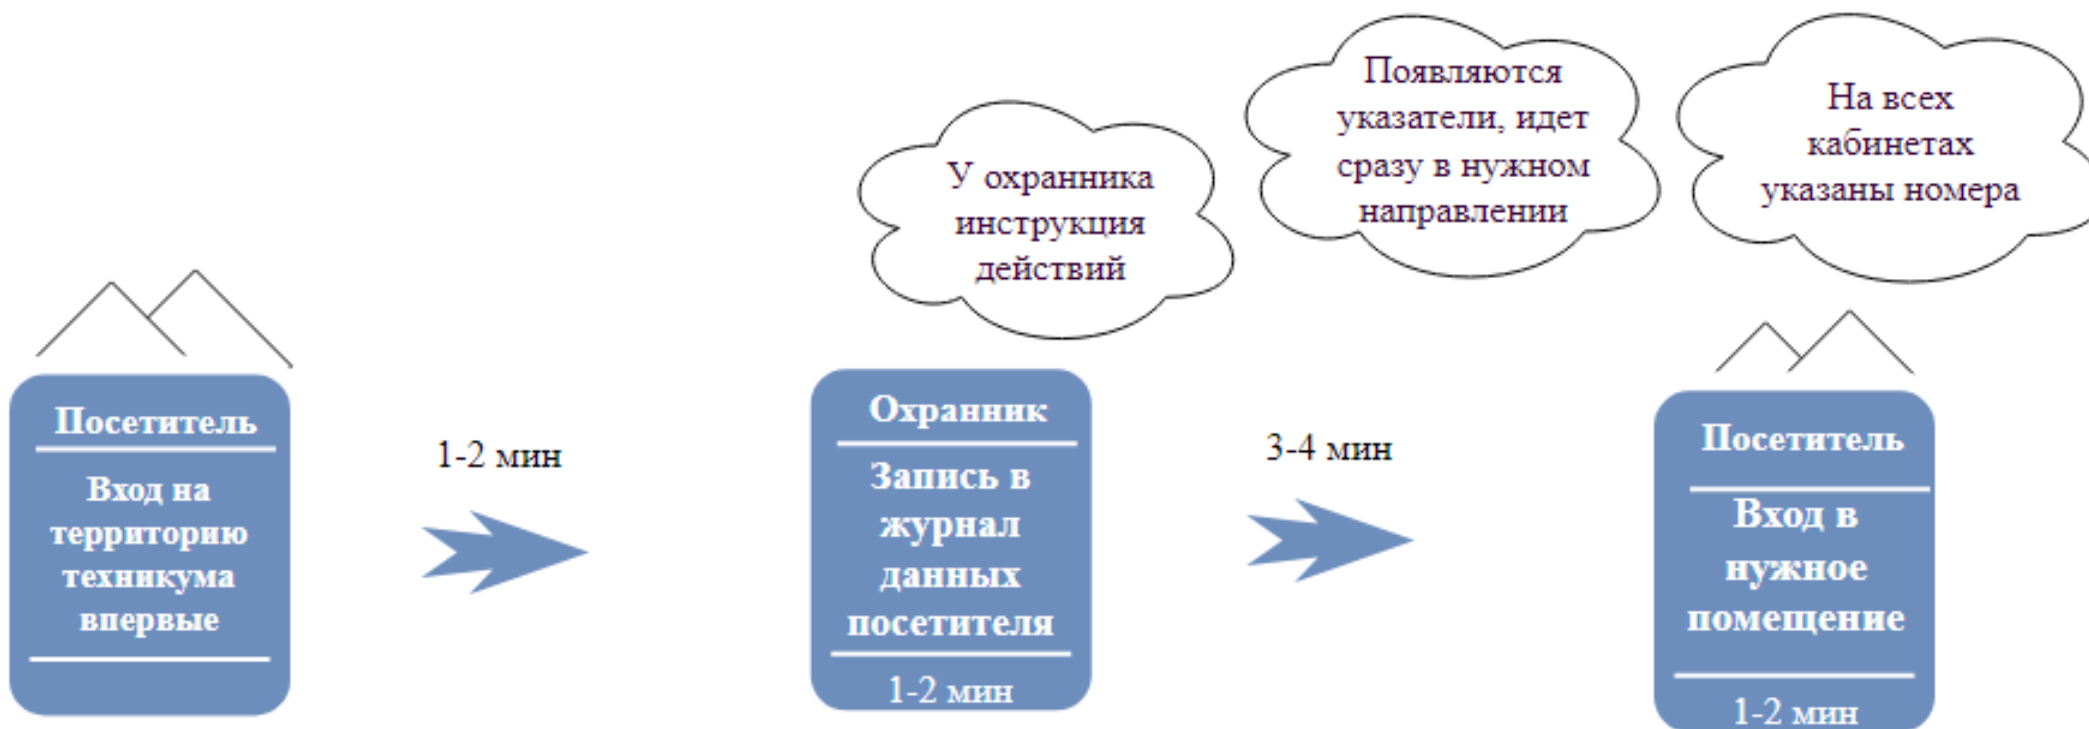 Появляются
указатели, идет
сразу в нужном
направлении
На всех
кабинетах
указаны номера
У охранника
инструкция
действий
Посетитель
Вход на
территорию
техникума
впервые
1-2 мин
Охранник
Запись в
журнал
данных
посетителя
1-2 мин
3-4 мин
Посетитель
Вход в
нужное
помещение
1-2 мин